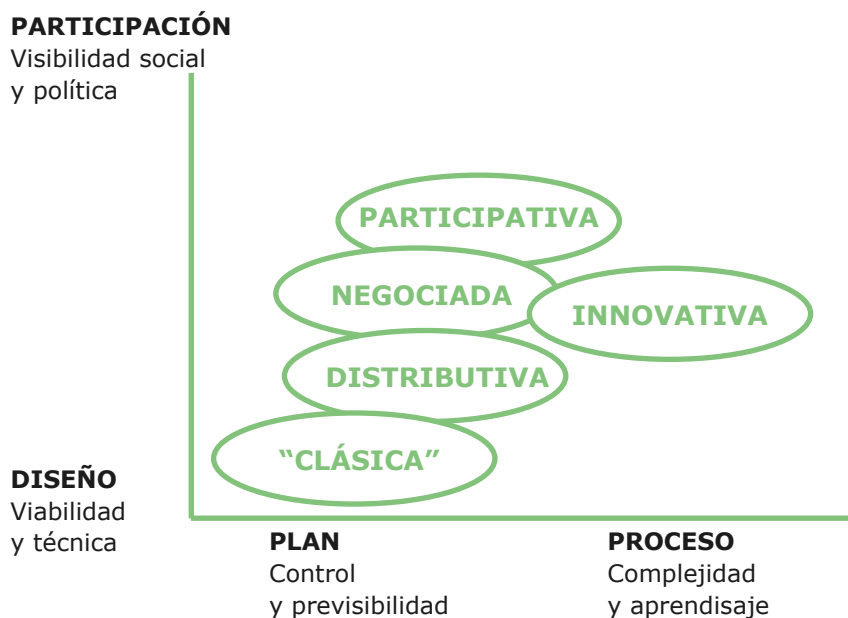 PARTICIPACIÓN
Visibilidad social
y política
PARTICIPATIVA
NEGOCIADA
INNOVATIVA
DISTRIBUTIVA
“CLÁSICA”
DISEÑO
Viabilidad
y técnica
PLAN
Control
y previsibilidad
PROCESO
Complejidad
y aprendisaje